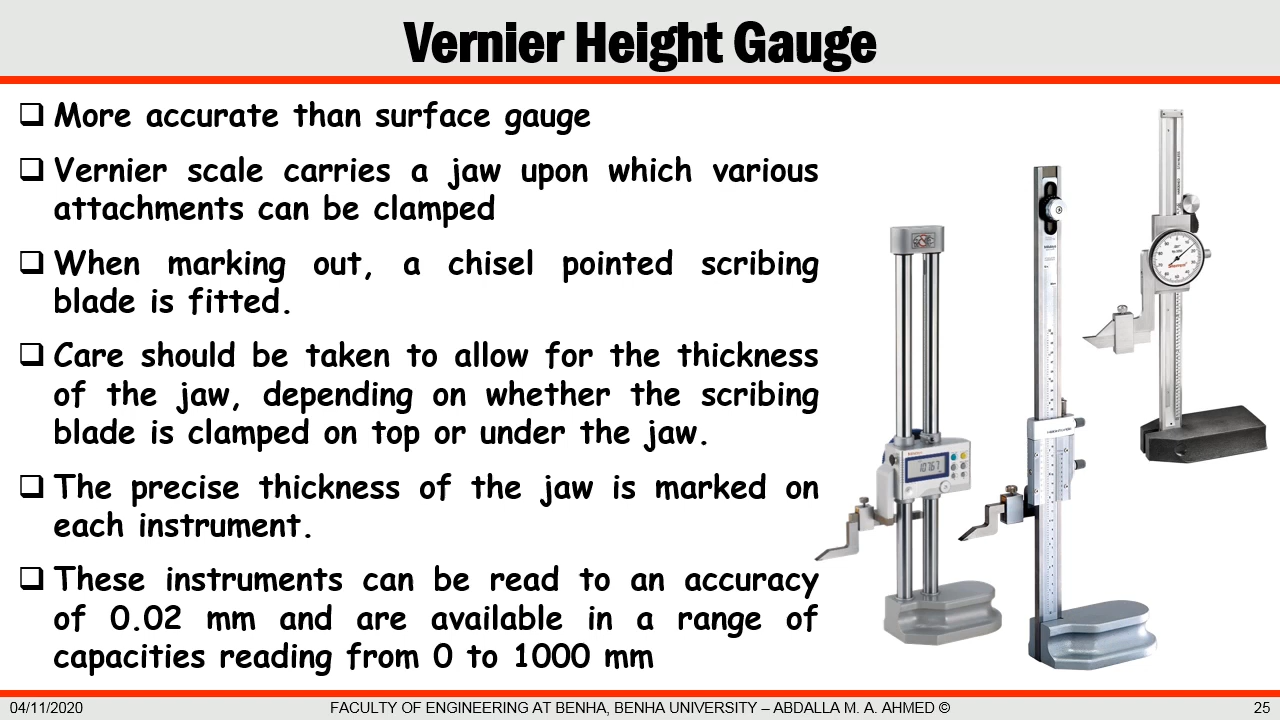 Vernier Height Gauge
❑ More accurate than surface gauge
❑ Vernier scale carries a jaw upon which various
attachments can be clamped
❑ When marking out, a chisel pointed scribing
blade is fitted.
❑ Care should be taken to allow for the thickness
of the jaw, depending on whether the scribing
blade is clamped on top or under the jaw.
❑ The precise thickness of the jaw is marked on
each instrument.
❑ These instruments can be read to an accuracy
of 0.02 mm and are available in a range of
capacities reading from 0 to 1000 mm
04/11/2020
FACULTY OF ENGINEERING AT BENHA, BENHA UNIVERSITY – ABDALLA M. A. AHMED ©
25